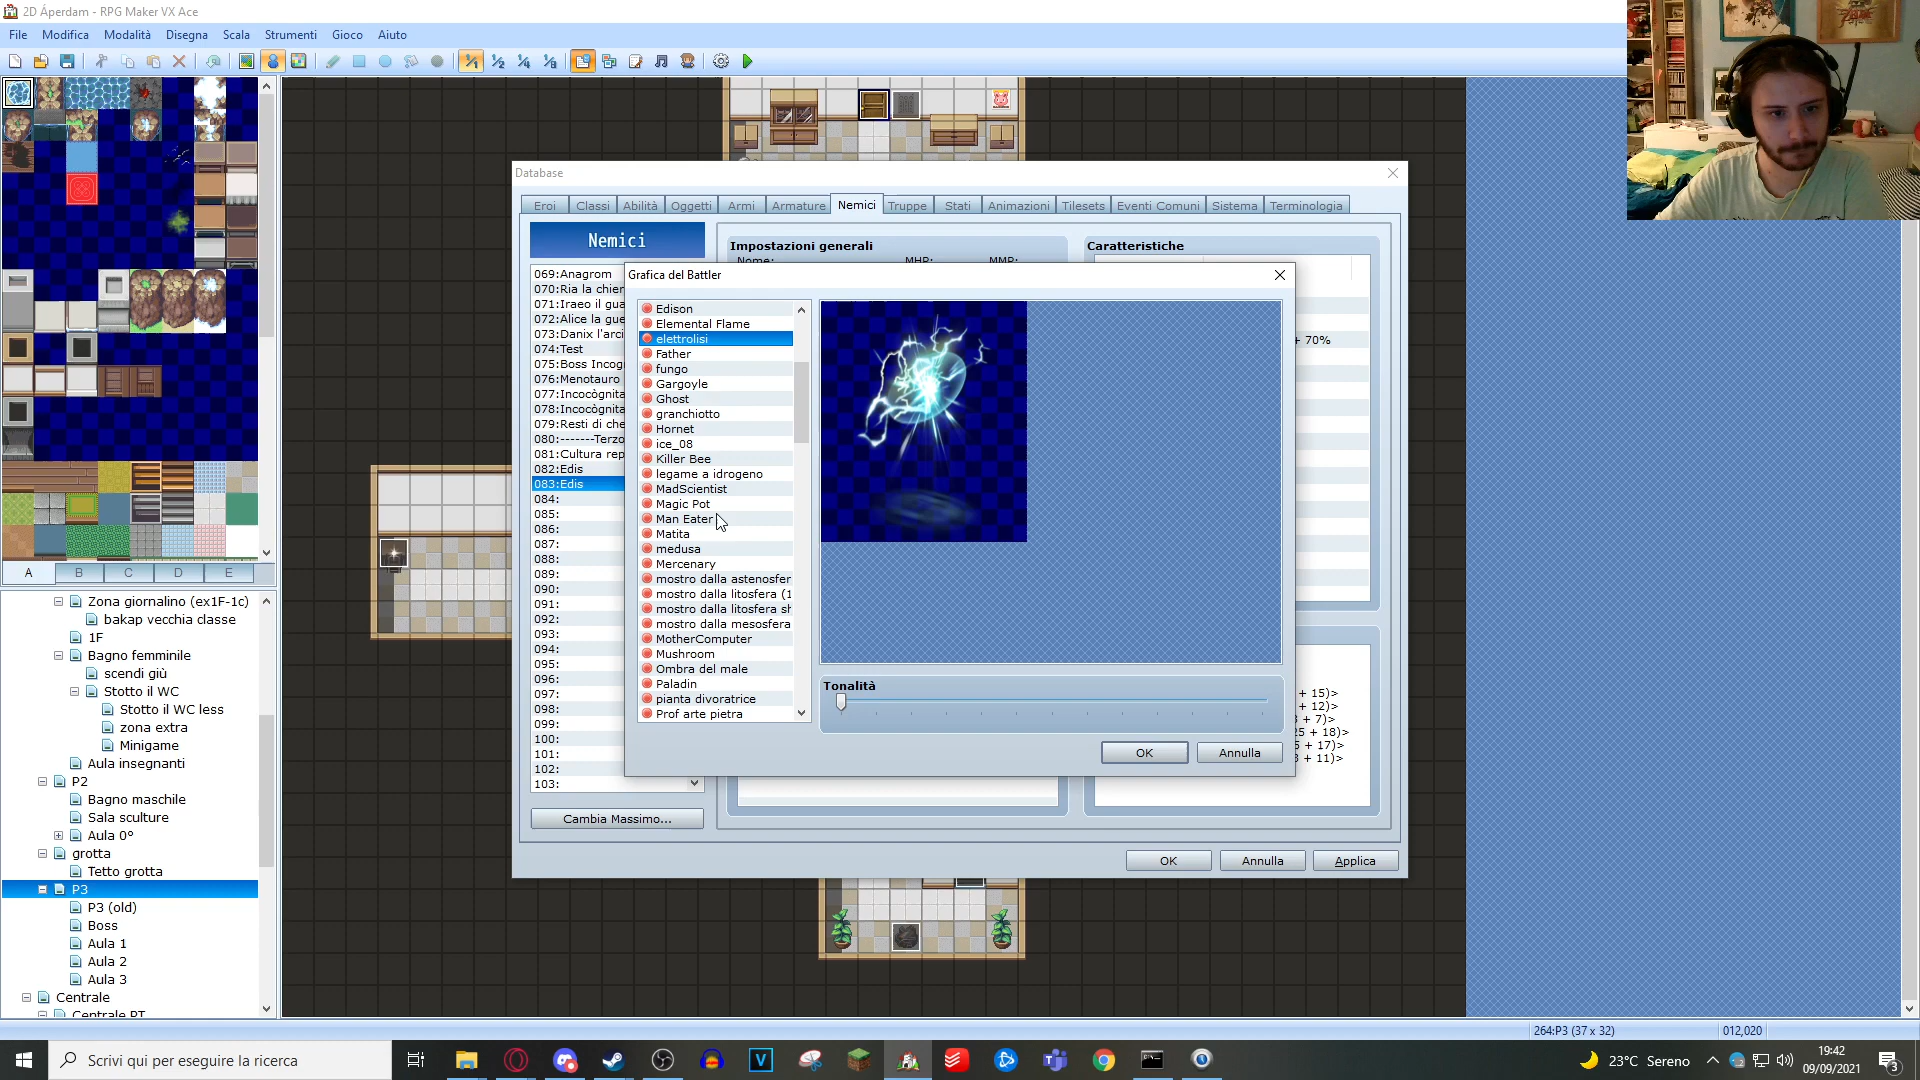 2D Áperdam - RPG Maker VX Ace
File Modifica Modalità Disegna Scala Strumenti Gioco Aiuto
Database
Eroi Classi Abilità Oggetti Armi Armature Nemici Truppe Stati Animazioni Tilesets Eventi Comuni Sistema Terminologia
Nemici
Impostazioni generali
Caratteristiche
Nome: MHP: MMP:
069:Anagrom
070:Ria la chier
071:Iraeo il gua
072:Alice la gue
073:Danix l'arci
074:Test
075:Boss Incog
076:Menotauro
077:Incocògnita
078:Incocògnita
079:Resti di che
080:-------Terzo
081:Cultura rep
082:Edis
083:Edis
084:
085:
086:
087:
088:
089:
090:
091:
092:
093:
094:
095:
096:
097:
098:
099:
100:
101:
102:
103:
Cambia Massimo...
Grafica del Battler
Edison
Elemental Flame
elettrolisi
Father
fungo
Gargoyle
Ghost
granchiotto
Hornet
ice_08
Killer Bee
legame a idrogeno
MadScientist
Magic Pot
Man Eater
Matita
medusa
Mercenary
mostro dalla astenosfer
mostro dalla litosfera (1
mostro dalla litosfera sh
mostro dalla mesosfera
MotherComputer
Mushroom
Ombra del male
Paladin
pianta divoratrice
Prof arte pietra
Tonalità
OK Annulla
+ 70%
+ 15)>
+ 12)>
+ 7)>
25 + 18)>
+ 17)>
+ 11)>
OK Annulla Applica
A B C D E
Zona giornalino (ex1F-1c)
bakap vecchia classe
1F
Bagno femminile
scendi giù
Stotto il WC
Stotto il WC less
zona extra
Minigame
Aula insegnanti
P2
Bagno maschile
Sala sculture
Aula 0°
grotta
Tetto grotta
P3
P3 (old)
Boss
Aula 1
Aula 2
Aula 3
Centrale
Centrale PT
264:P3 (37 x 32) 012,020
Scrivi qui per eseguire la ricerca
23°C Sereno
19:42
09/09/2021
3